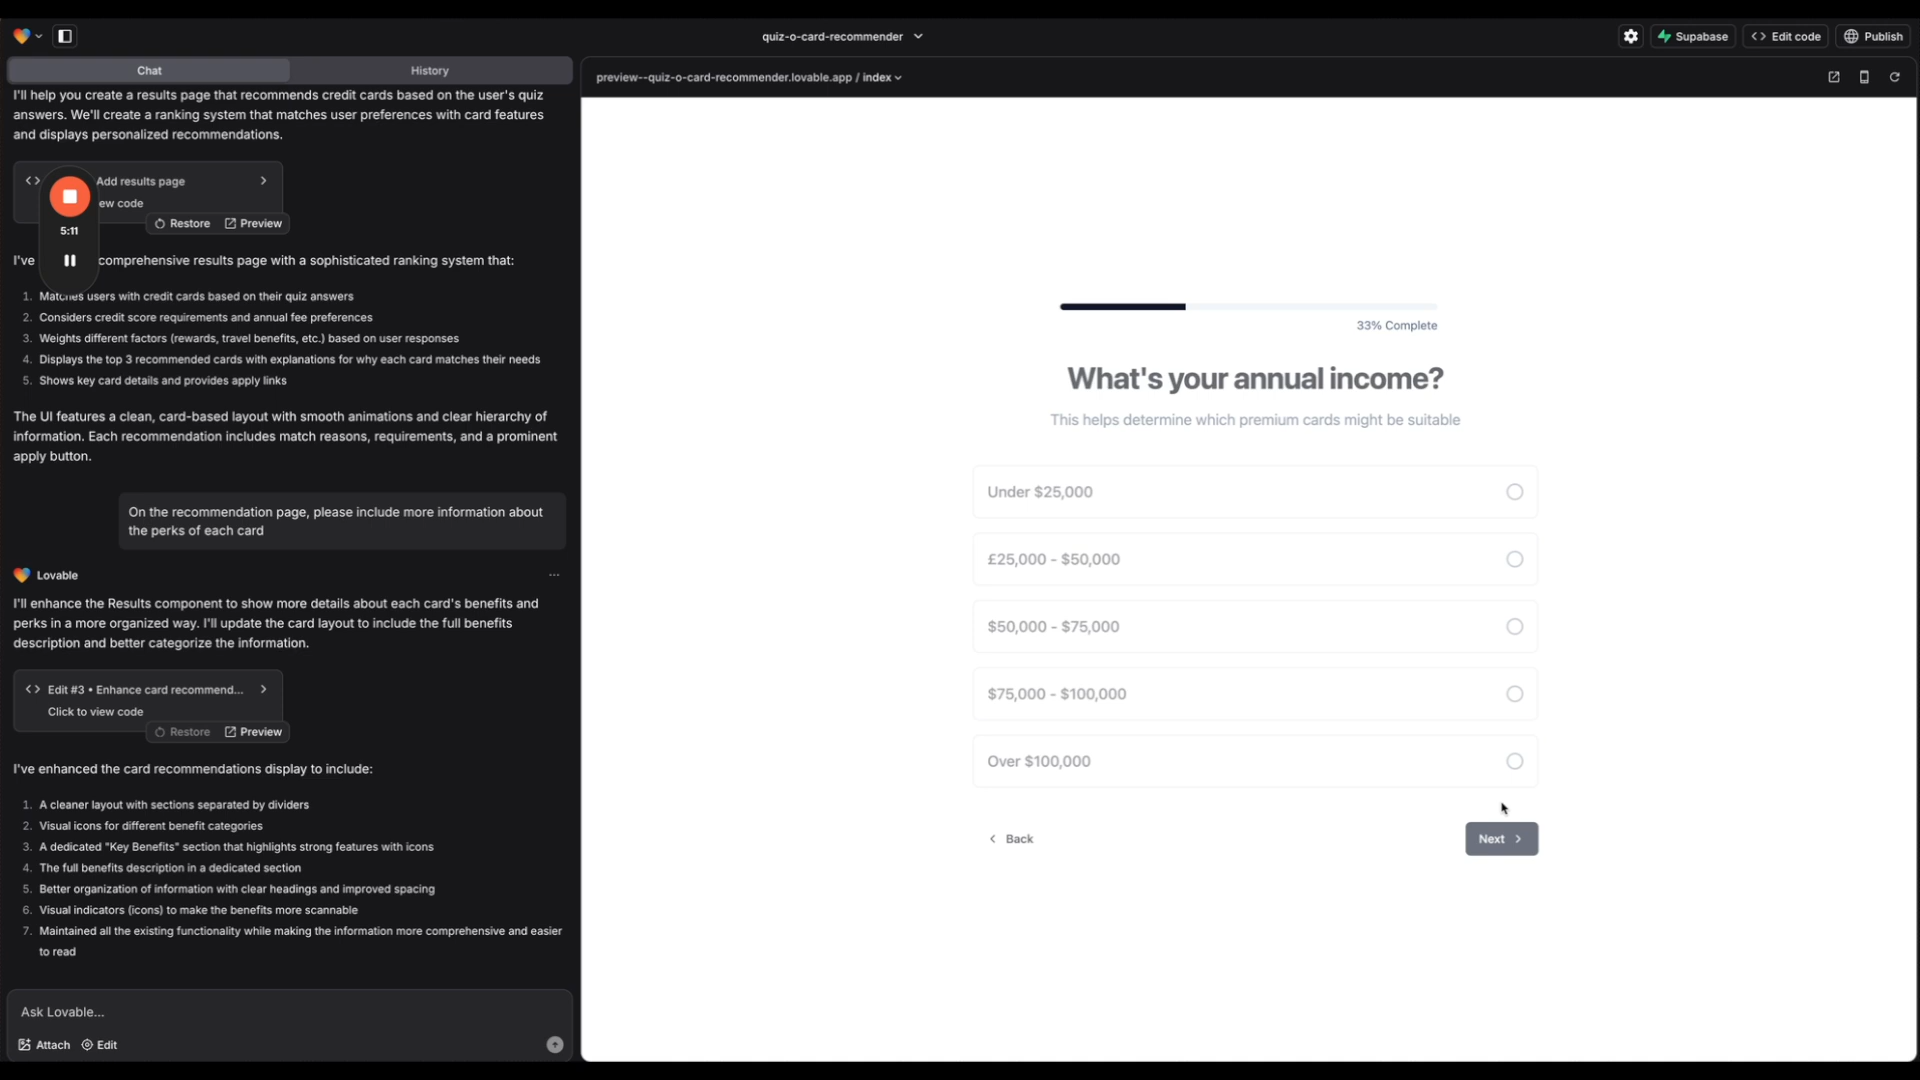 quiz-o-card-recommender
Supabase
Edit code
Publish
Chat
History
preview--quiz-o-card-recommender.lovable.app / index
I'll help you create a results page that recommends credit cards based on the user's quiz
answers. We'll create a ranking system that matches user preferences with card features
and displays personalized recommendations.
Add results page
ew code
Restore
Preview
5:11
I've
comprehensive results page with a sophisticated ranking system that:
1. Matches users with credit cards based on their quiz answers
2. Considers credit score requirements and annual fee preferences
3. Weights different factors (rewards, travel benefits, etc.) based on user responses
4. Displays the top 3 recommended cards with explanations for why each card matches their needs
5. Shows key card details and provides apply links
The UI features a clean, card-based layout with smooth animations and clear hierarchy of
information. Each recommendation includes match reasons, requirements, and a prominent
apply button.
On the recommendation page, please include more information about
the perks of each card
Lovable
I'll enhance the Results component to show more details about each card's benefits and
perks in a more organized way. I'll update the card layout to include the full benefits
description and better categorize the information.
Edit #3 • Enhance card recommend...
Click to view code
Restore
Preview
I've enhanced the card recommendations display to include:
1. A cleaner layout with sections separated by dividers
2. Visual icons for different benefit categories
3. A dedicated "Key Benefits" section that highlights strong features with icons
4. The full benefits description in a dedicated section
5. Better organization of information with clear headings and improved spacing
6. Visual indicators (icons) to make the benefits more scannable
7. Maintained all the existing functionality while making the information more comprehensive and easier
to read
Ask Lovable...
Attach
Edit
33% Complete
What's your annual income?
This helps determine which premium cards might be suitable
Under $25,000
£25,000 - $50,000
$50,000 - $75,000
$75,000 - $100,000
Over $100,000
Back
Next